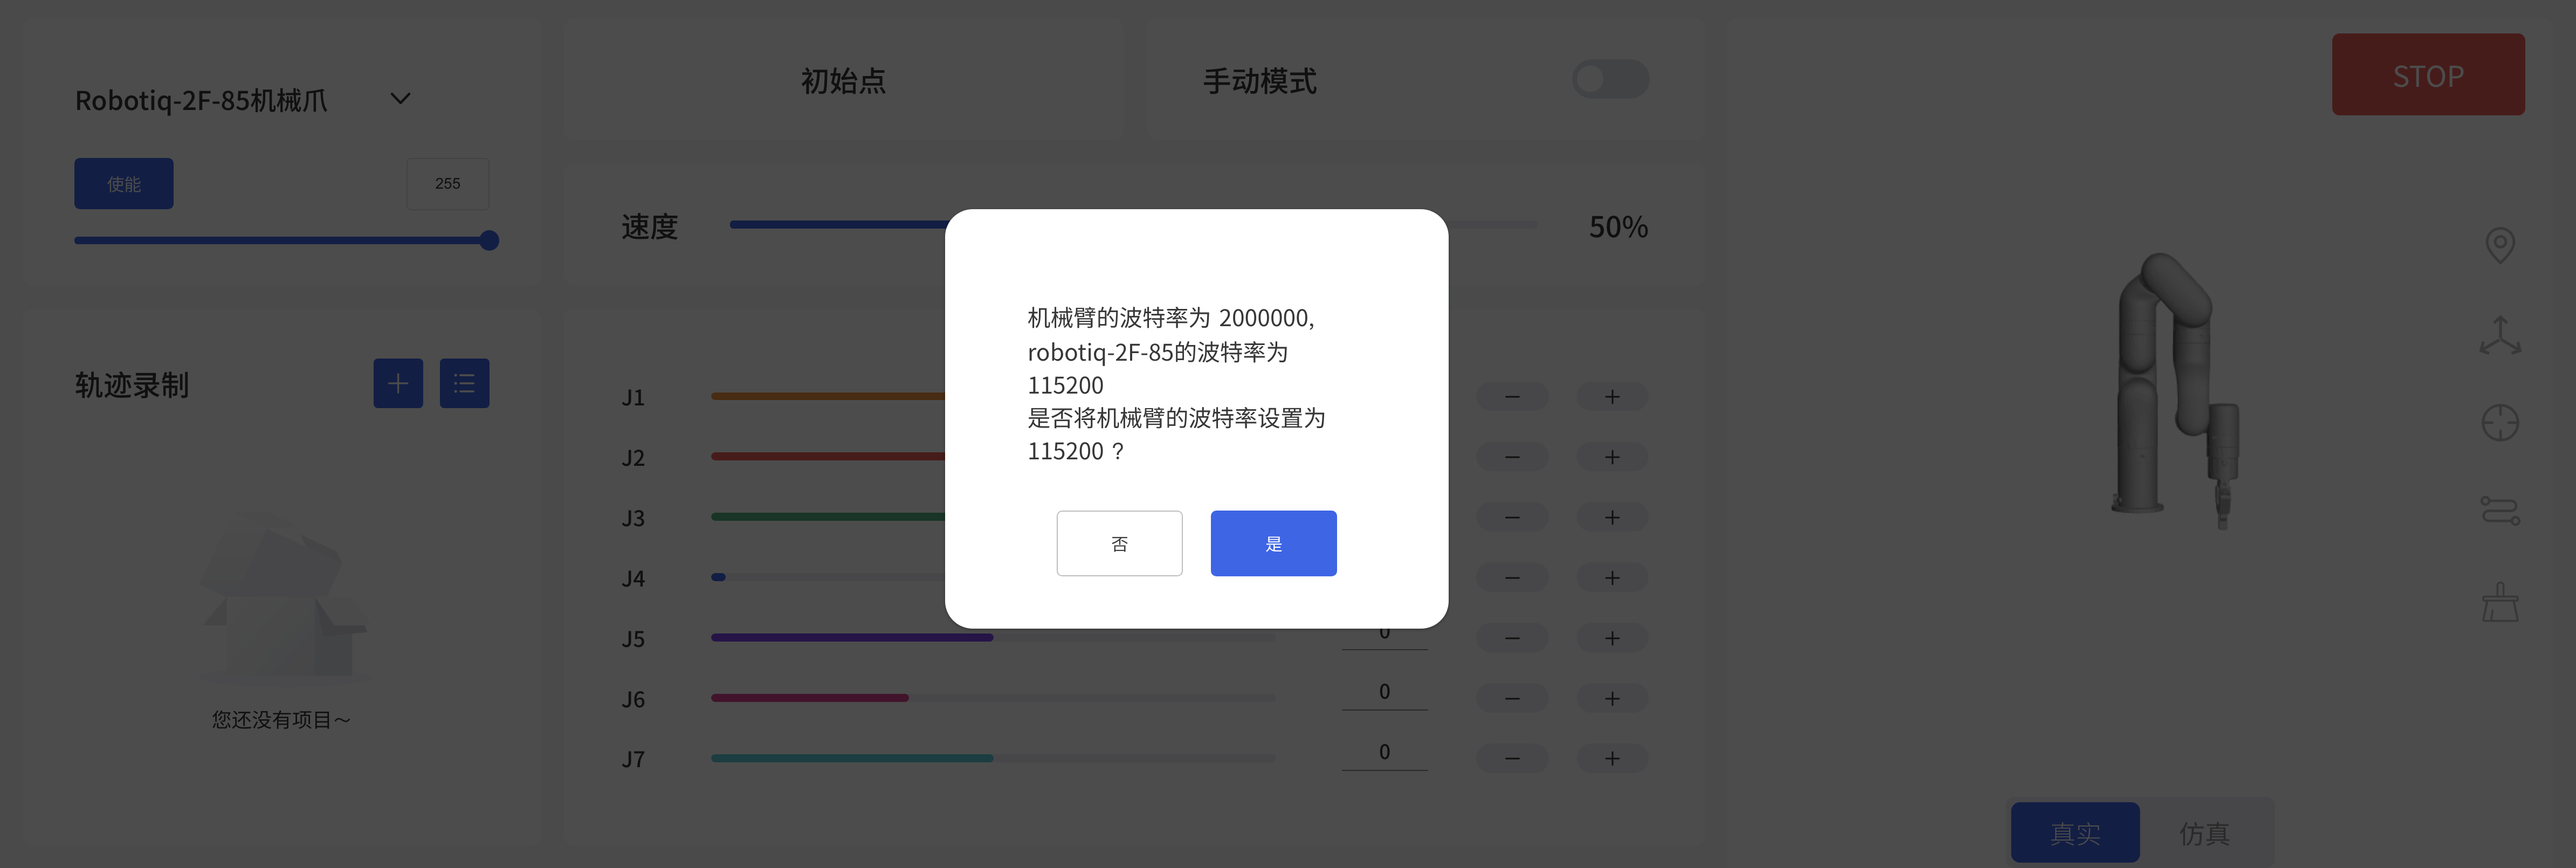 Robotiq-2F-85机械爪
使能
255
初始点
手动模式
STOP
速度
50%
机械臂的波特率为 2000000,
robotiq-2F-85的波特率为
115200
是否将机械臂的波特率设置为
115200 ?
否
是
轨迹录制
您还没有项目～
J1
J2
J3
J4
J5
0
J6
0
J7
0
真实
仿真